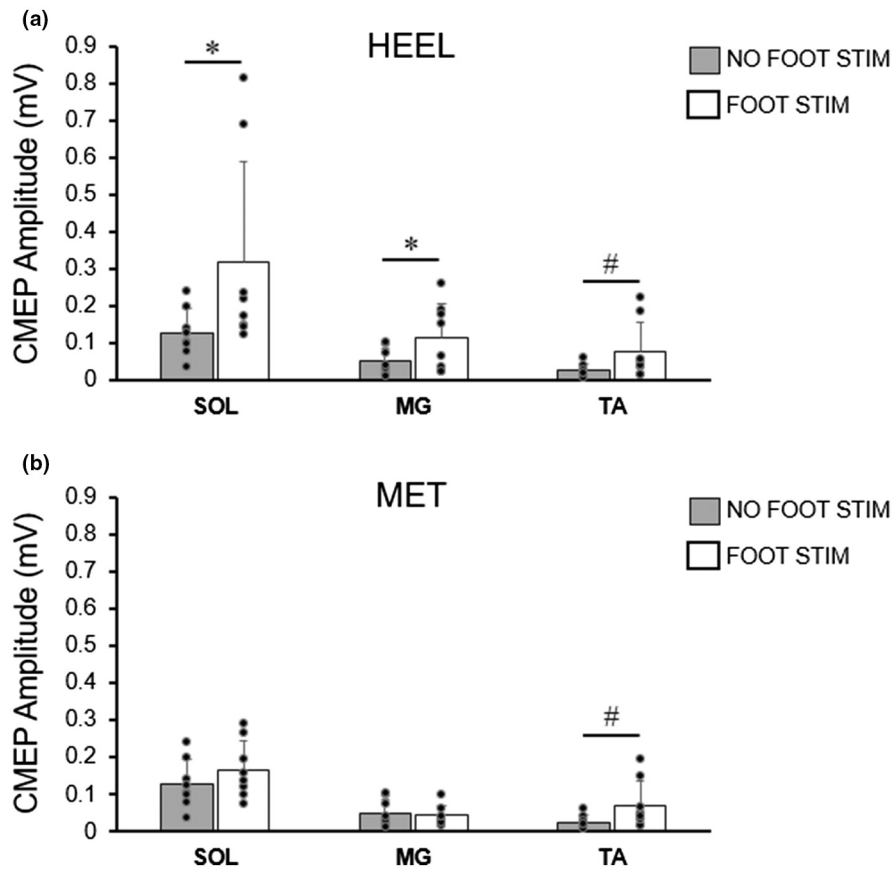 (a)
HEEL
NO FOOT STIM
FOOT STIM
CMEP Amplitude (mV)
0.9
0.8
0.7
0.6
0.5
0.4
0.3
0.2
0.1
0
*
*
#
SOL MG TA
(b)
MET
NO FOOT STIM
FOOT STIM
CMEP Amplitude (mV)
0.9
0.8
0.7
0.6
0.5
0.4
0.3
0.2
0.1
0
#
SOL MG TA